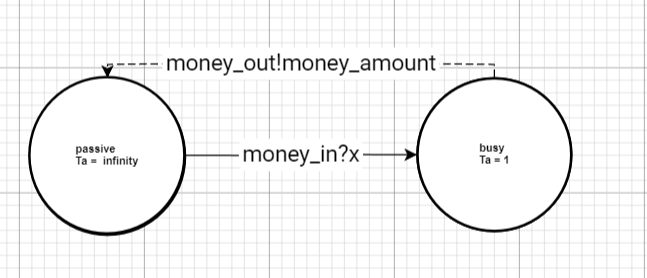 money_out!money_amount
passive
Ta = infinity
money_in?x
busy
Ta = 1